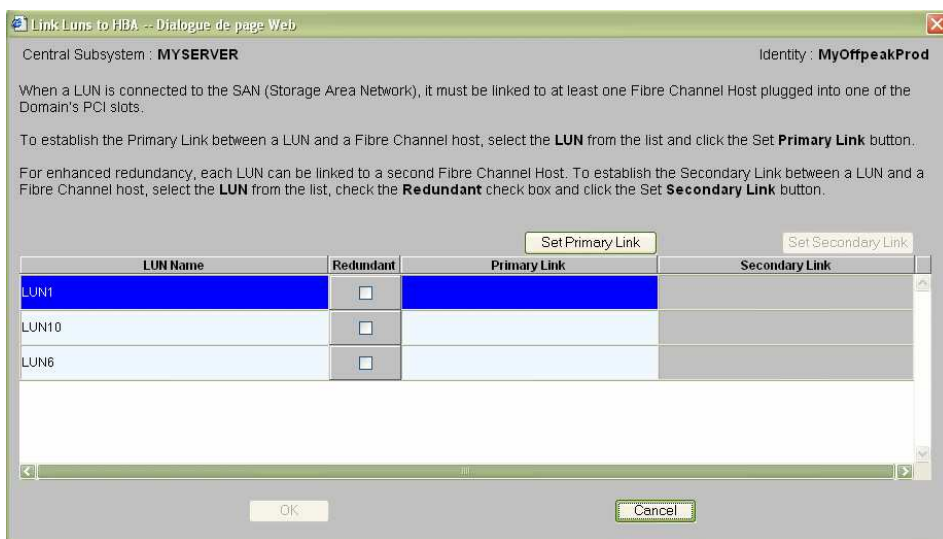 Link Luns to HBA -- Dialogue de page Web
Central Subsystem : MYSERVER
Identity : MyOffpeakProd
When a LUN is connected to the SAN (Storage Area Network), it must be linked to at least one Fibre Channel Host plugged into one of the
Domain's PCI slots.
To establish the Primary Link between a LUN and a Fibre Channel host, select the LUN from the list and click the Set Primary Link button.
For enhanced redundancy, each LUN can be linked to a second Fibre Channel Host. To establish the Secondary Link between a LUN and a
Fibre Channel host, select the LUN from the list, check the Redundant check box and click the Set Secondary Link button.
Set Primary Link
Set Secondary Link
LUN Name
Redundant
Primary Link
Secondary Link
LUN1
LUN10
LUN6
OK
Cancel